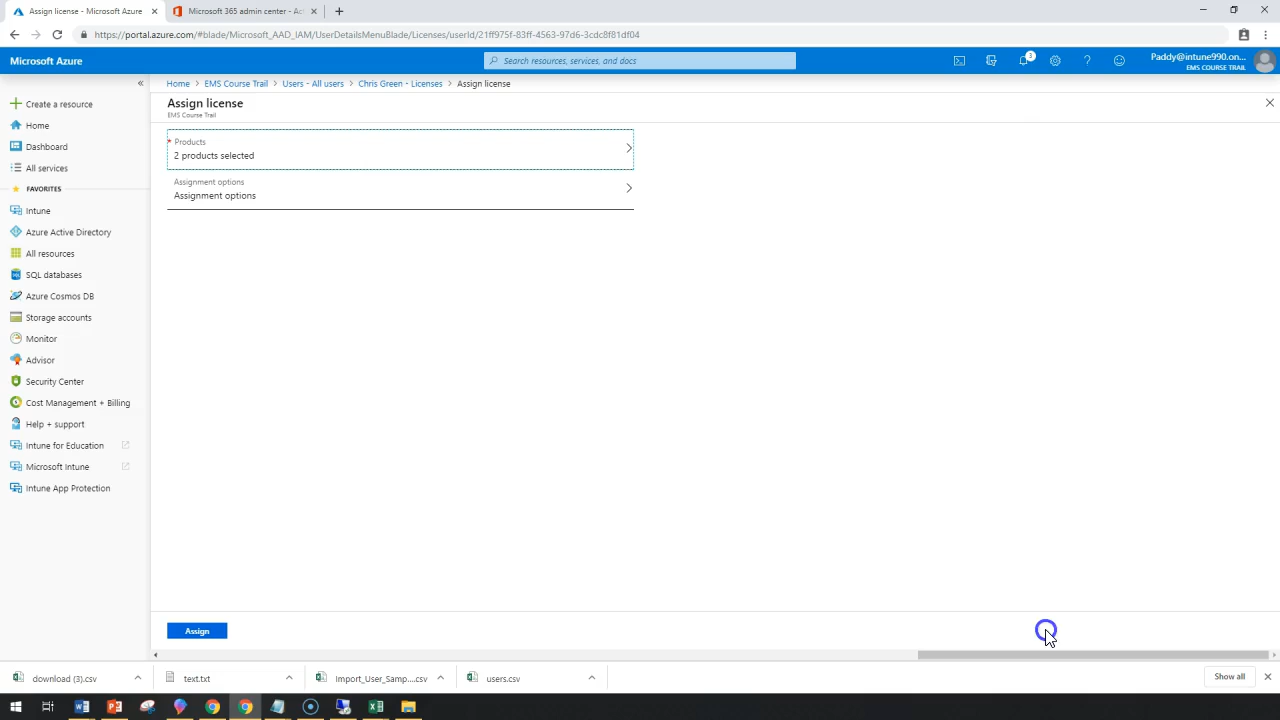 Assign license - Microsoft Azure
Microsoft 365 admin center - Ac
https://portal.azure.com/#blade/Microsoft_AAD_IAM/UserDetailsMenuBlade/Licenses/userId/21ff975f-83ff-4563-97d6-3cdc8f81df04
Microsoft Azure
Search resources, services, and docs
3
Paddy@intune990.on...
EMS COURSE TRAIL
Home > EMS Course Trail > Users - All users > Chris Green - Licenses > Assign license
Assign license
EMS Course Trail
Create a resource
Home
Dashboard
All services
FAVORITES
Intune
Azure Active Directory
All resources
SQL databases
Azure Cosmos DB
Storage accounts
Monitor
Advisor
Security Center
Cost Management + Billing
Help + support
Intune for Education
Microsoft Intune
Intune App Protection
* Products
2 products selected
Assignment options
Assignment options
Assign
download (3).csv
text.txt
Import_User_Samp....csv
users.csv
Show all